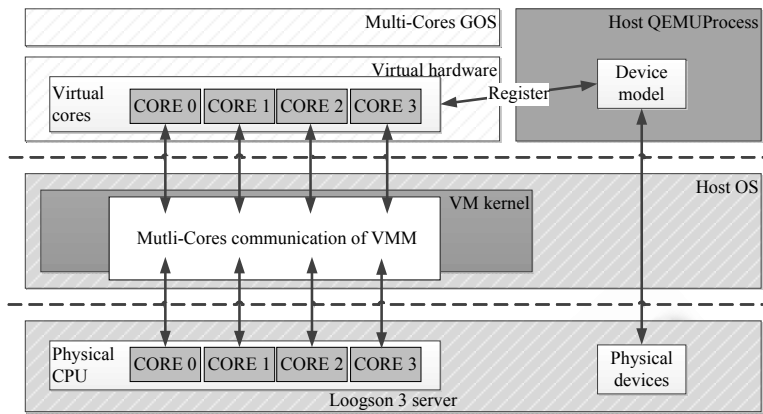 Multi-Cores GOS
Host QEMUProcess
Virtual hardware
Virtual
cores
CORE 0 CORE 1 CORE 2 CORE 3
Register
Device
model
Host OS
VM kernel
Mutli-Cores communication of VMM
Physical
CPU
CORE 0 CORE 1 CORE 2 CORE 3
Physical
devices
Loogson 3 server